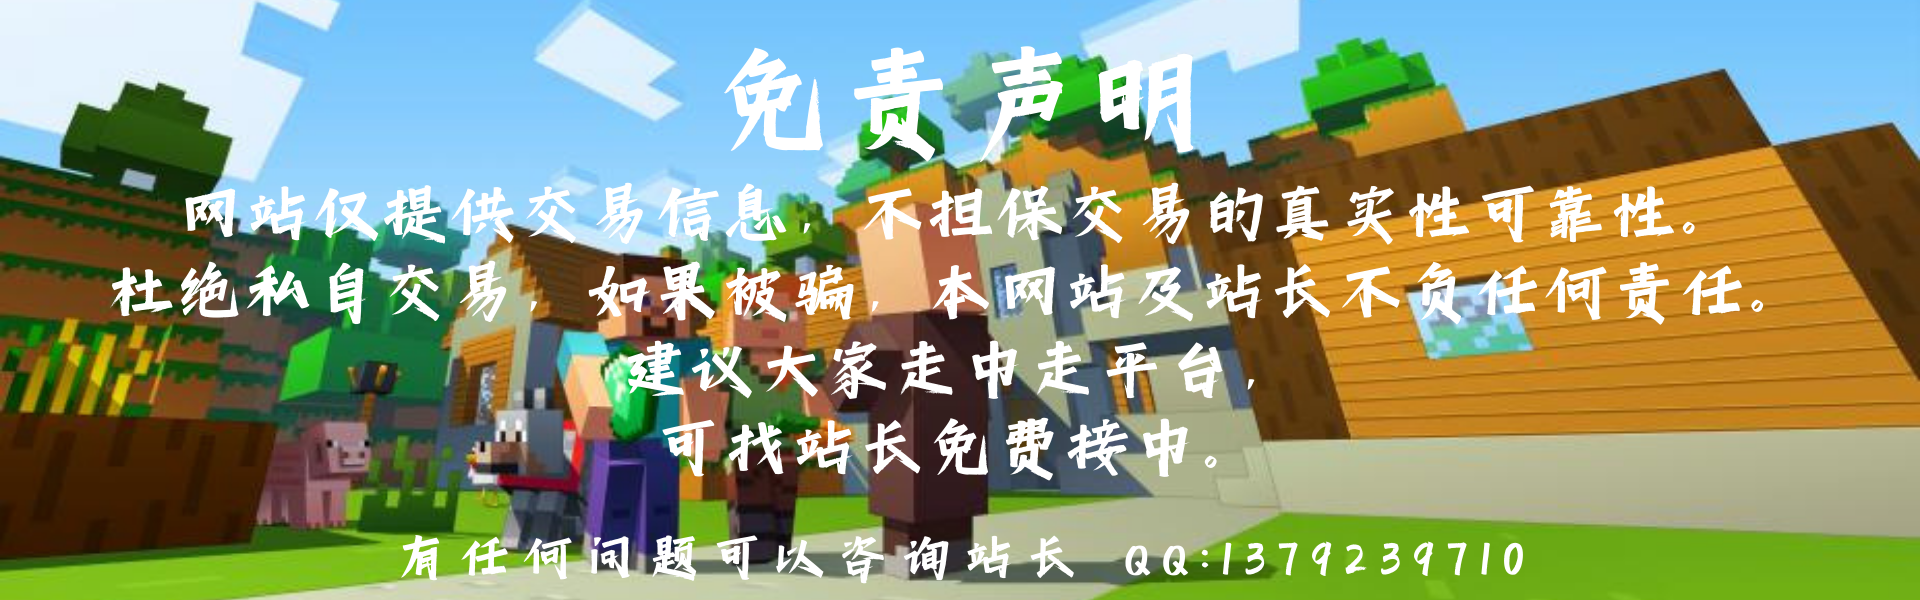 免责声明
网站仅提供交易信息，不担保交易的真实性可靠性。
杜绝私自交易，如果被骗，本网站及站长不负任何责任。
建议大家走中走平台，
可找站长免费接中。
有任何问题可以咨询站长 QQ:1379239710